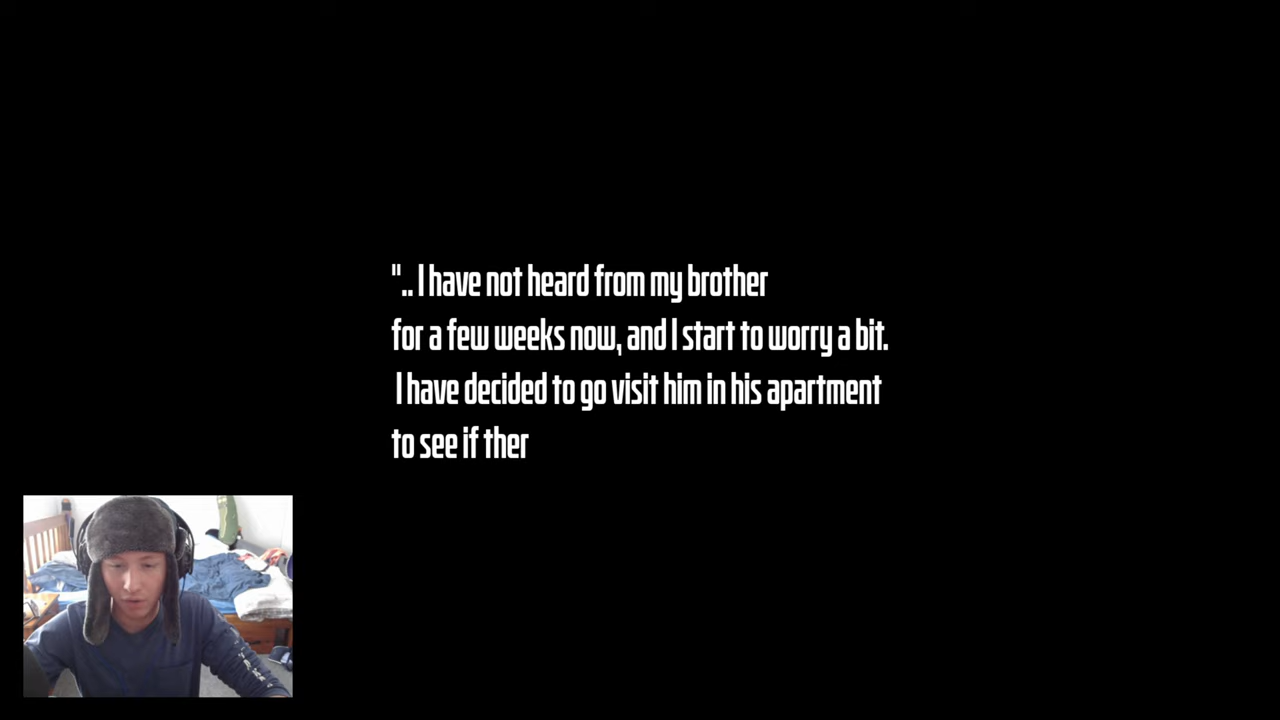 ".. I have not heard from my brother
for a few weeks now, and I start to worry a bit.
I have decided to go visit him in his apartment
to see if ther